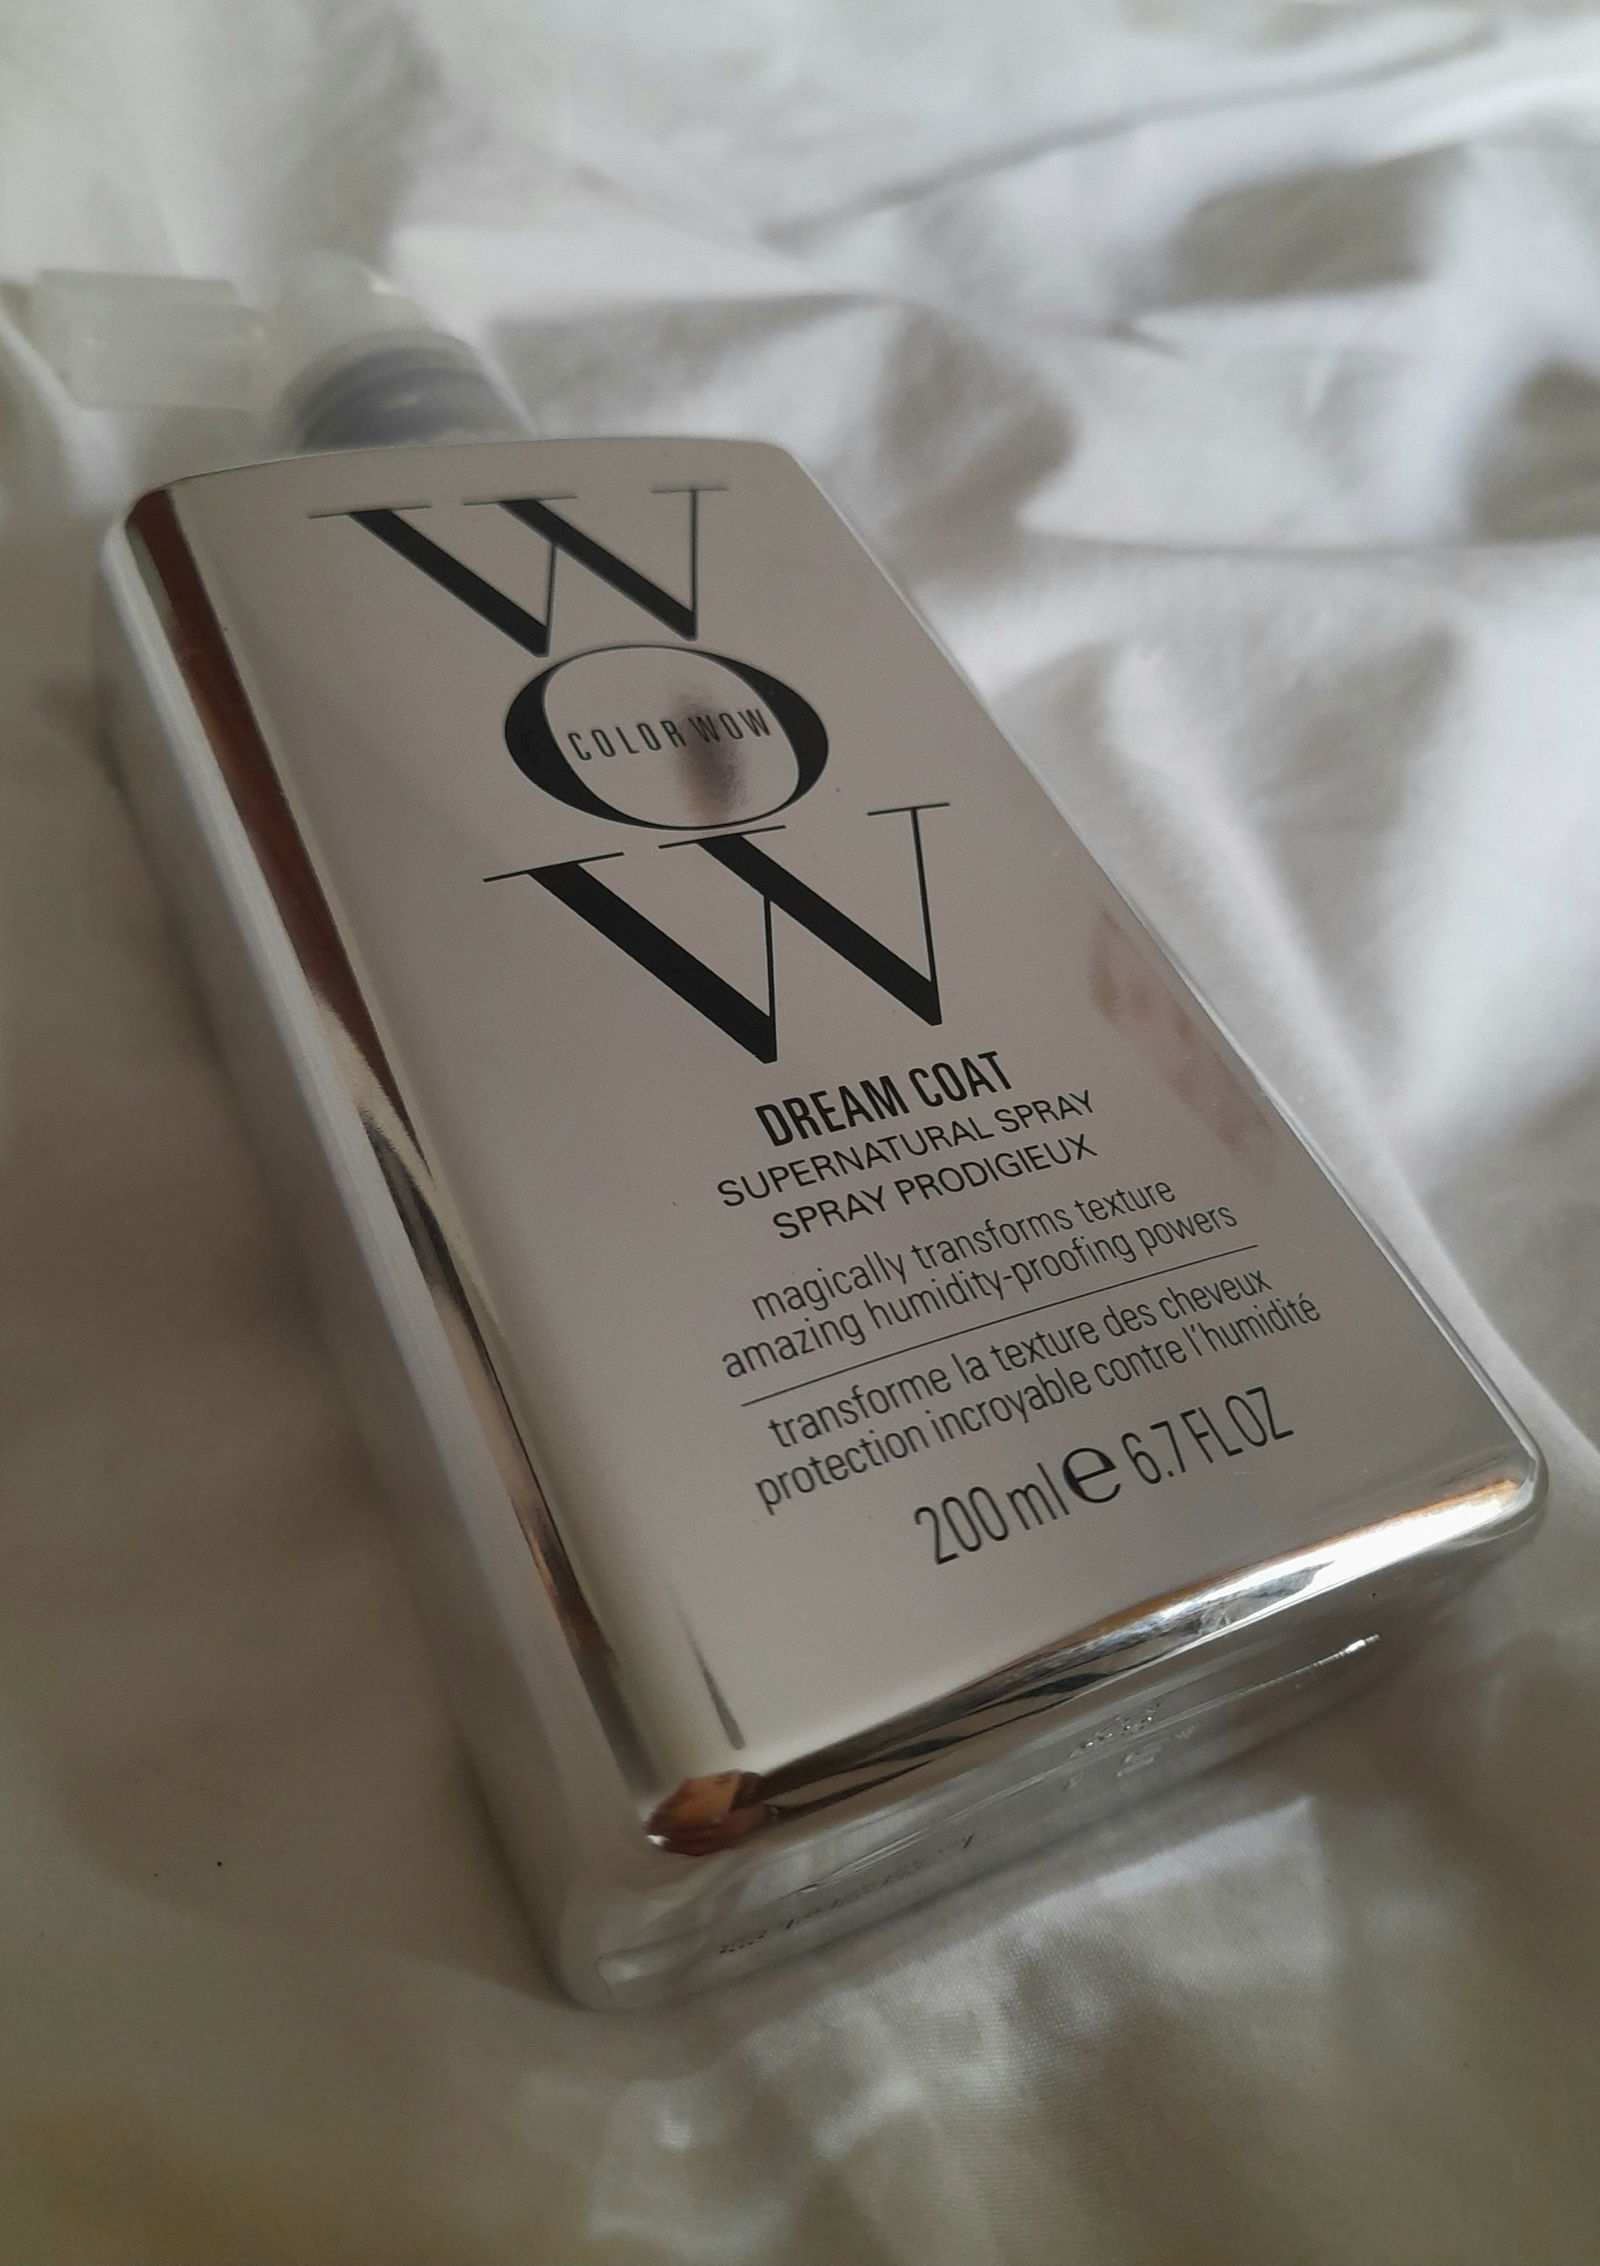 W
O
COLOR WOW
W
DREAM COAT
SUPERNATURAL SPRAY
SPRAY PRODIGIEUX
magically transforms texture
amazing humidity-proofing powers
transforme la texture des cheveux
protection incroyable contre l'humidité
200 ml e 6.7 FL OZ